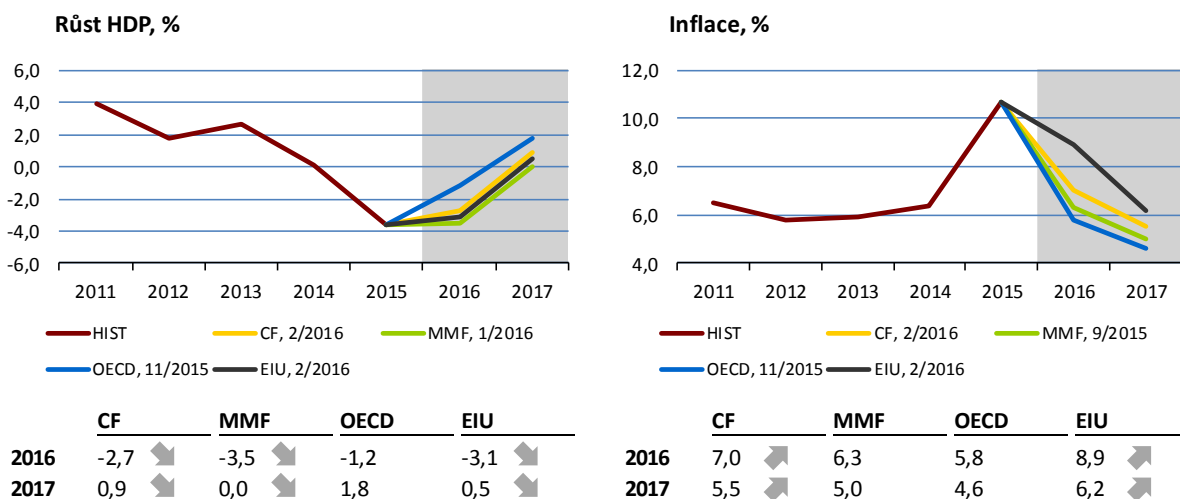 Růst HDP, %
6,0
4,0
2,0
0,0
-2,0
-4,0
-6,0
2011 2012 2013 2014 2015 2016 2017
HIST CF, 2/2016 MMF, 1/2016
OECD, 11/2015 EIU, 2/2016
CF MMF OECD EIU
2016 -2,7 -3,5 -1,2 -3,1
2017 0,9 0,0 1,8 0,5
Inflace, %
12,0
10,0
8,0
6,0
4,0
2011 2012 2013 2014 2015 2016 2017
HIST CF, 2/2016 MMF, 9/2015
OECD, 11/2015 EIU, 2/2016
CF MMF OECD EIU
2016 7,0 6,3 5,8 8,9
2017 5,5 5,0 4,6 6,2